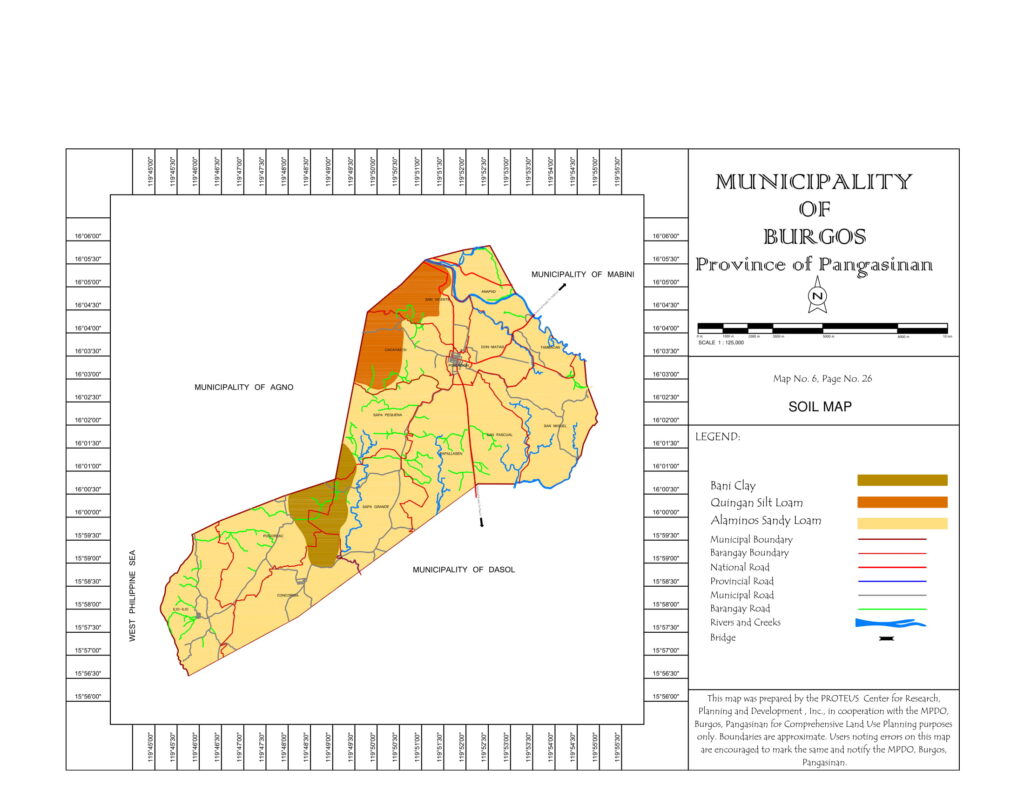 119°45'00"
119°45'30"
119°46'00"
119°46'30"
119°47'00"
119°47'30"
119°48'00"
119°48'30"
119°49'00"
119°49'30"
119°50'00"
119°50'30"
119°51'00"
119°51'30"
119°52'00"
119°52'30"
119°53'00"
119°53'30"
119°54'00"
119°54'30"
119°55'00"
119°55'30"
16°06'00"
16°05'30"
16°05'00"
16°04'30"
16°04'00"
16°03'30"
16°03'00"
16°02'30"
16°02'00"
16°01'30"
16°01'00"
16°00'30"
16°00'00"
15°59'30"
15°59'00"
15°58'30"
15°58'00"
15°57'30"
15°57'00"
15°56'30"
15°56'00"
MUNICIPALITY OF MABINI
ANAPAO
SAN VICENTE
CACAYASEN
DON MATIAS
MUNICIPALITY OF AGNO
SAPA PEQUENA
SAN MIGUEL
SAN PASCUAL
PAPALLASEN
SAPA GRANDE
POGORUAC
MUNICIPALITY OF DASOL
CONCORDIA
ILIO-ILIO
WEST PHILIPPINE SEA
16°06'00"
16°05'30"
16°05'00"
16°04'30"
16°04'00"
16°03'30"
16°03'00"
16°02'30"
16°02'00"
16°01'30"
16°01'00"
16°00'30"
16°00'00"
15°59'30"
15°59'00"
15°58'30"
15°58'00"
15°57'30"
15°57'00"
15°56'30"
15°56'00"
119°45'00"
119°45'30"
119°46'00"
119°46'30"
119°47'00"
119°47'30"
119°48'00"
119°48'30"
119°49'00"
119°49'30"
119°50'00"
119°50'30"
119°51'00"
119°51'30"
119°52'00"
119°52'30"
119°53'00"
119°53'30"
119°54'00"
119°54'30"
119°55'00"
119°55'30"
MUNICIPALITY
OF
BURGOS
Province of Pangasinan
N
SCALE 1 : 125,000
Map No. 6, Page No. 26
SOIL MAP
LEGEND:
Bani Clay
Quingan Silt Loam
Alaminos Sandy Loam
Municipal Boundary
Barangay Boundary
National Road
Provincial Road
Municipal Road
Barangay Road
Rivers and Creeks
Bridge
This map was prepared by the PROTEUS Center for Research,
Planning and Development , Inc., in cooperation with the MPDO,
Burgos, Pangasinan for Comprehensive Land Use Planning purposes
only. Boundaries are approximate. Users noting errors on this map
are encouraged to mark the same and notify the MPDO, Burgos,
Pangasinan.